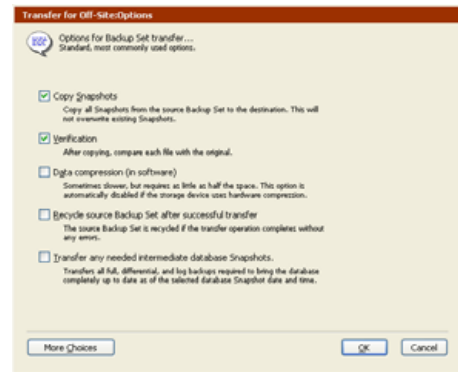 Transfer for Off-Site:Options
Options for Backup Set transfer...
Standard, most commonly used options.
Copy Snapshots
Copy all Snapshots from the source Backup Set to the destination. This will
not overwrite existing Snapshots.
Verification
After copying, compare each file with the original.
Data compression (in software)
Sometimes slower, but requires as little as half the space. This option is
automatically disabled if the storage device uses hardware compression.
Recycle source Backup Set after successful transfer
The source Backup Set is recycled if the transfer operation completes without
any errors.
Transfer any needed intermediate database Snapshots.
Transfers all full, differential, and log backups required to bring the database
completely up to date as of the selected database Snapshot date and time.
More Choices
OK
Cancel